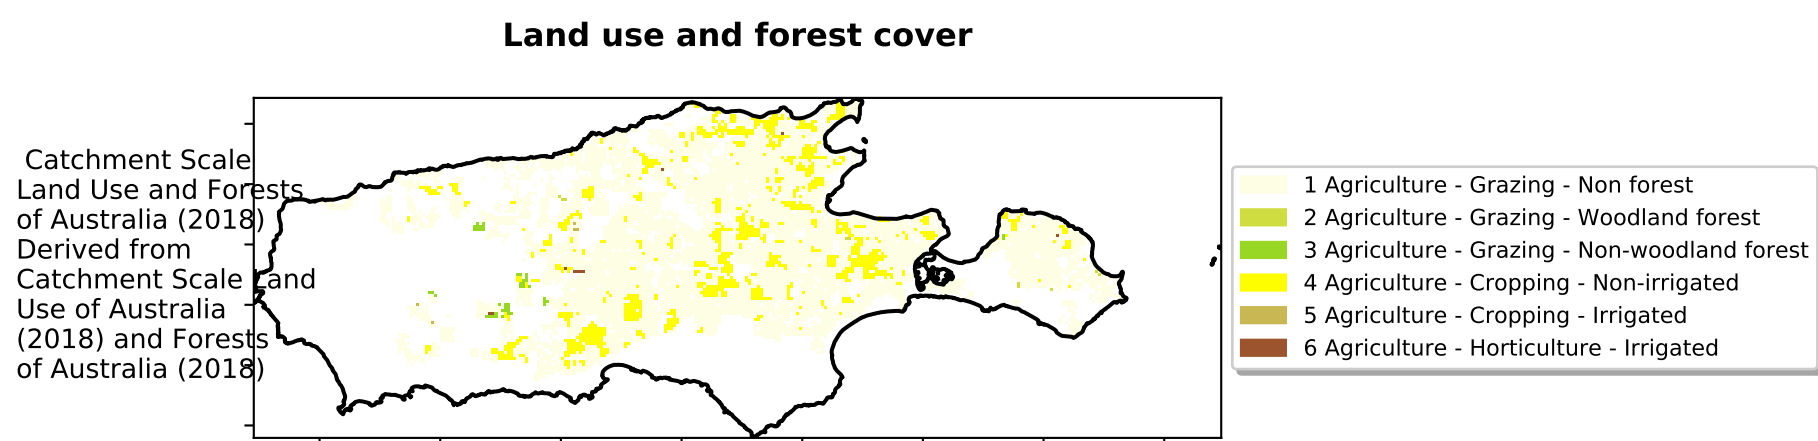 Land use and forest cover
Catchment Scale
Land Use and Forests
of Australia (2018)
Derived from
Catchment Scale Land
Use of Australia
(2018) and Forests
of Australia (2018)
1 Agriculture - Grazing - Non forest
2 Agriculture - Grazing - Woodland forest
3 Agriculture - Grazing - Non-woodland forest
4 Agriculture - Cropping - Non-irrigated
5 Agriculture - Cropping - Irrigated
6 Agriculture - Horticulture - Irrigated